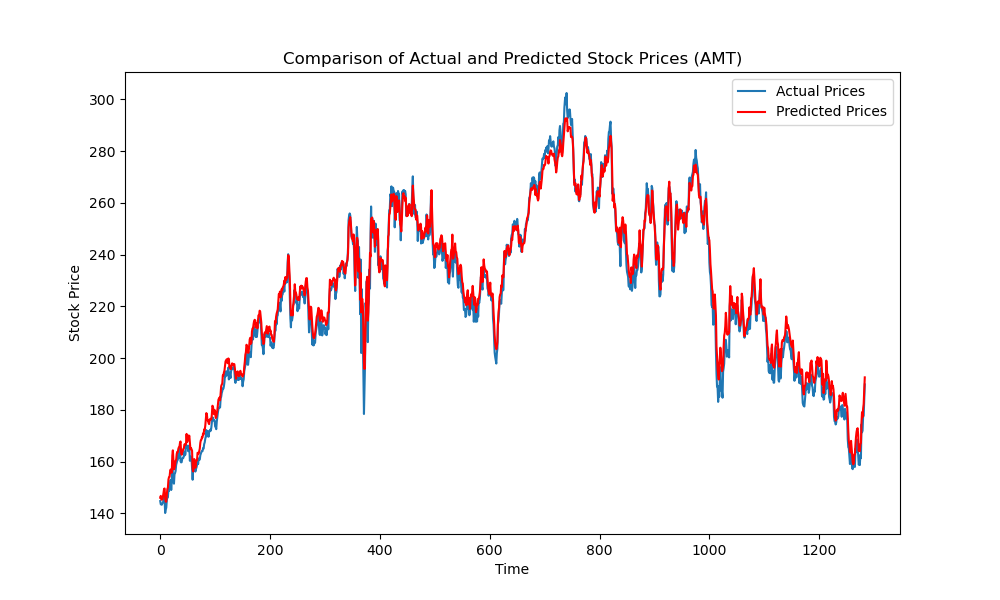 Comparison of Actual and Predicted Stock Prices (AMT)
Actual Prices
Predicted Prices
300
280
260
240
220
200
180
160
140
Stock Price
0 200 400 600 800 1000 1200
Time